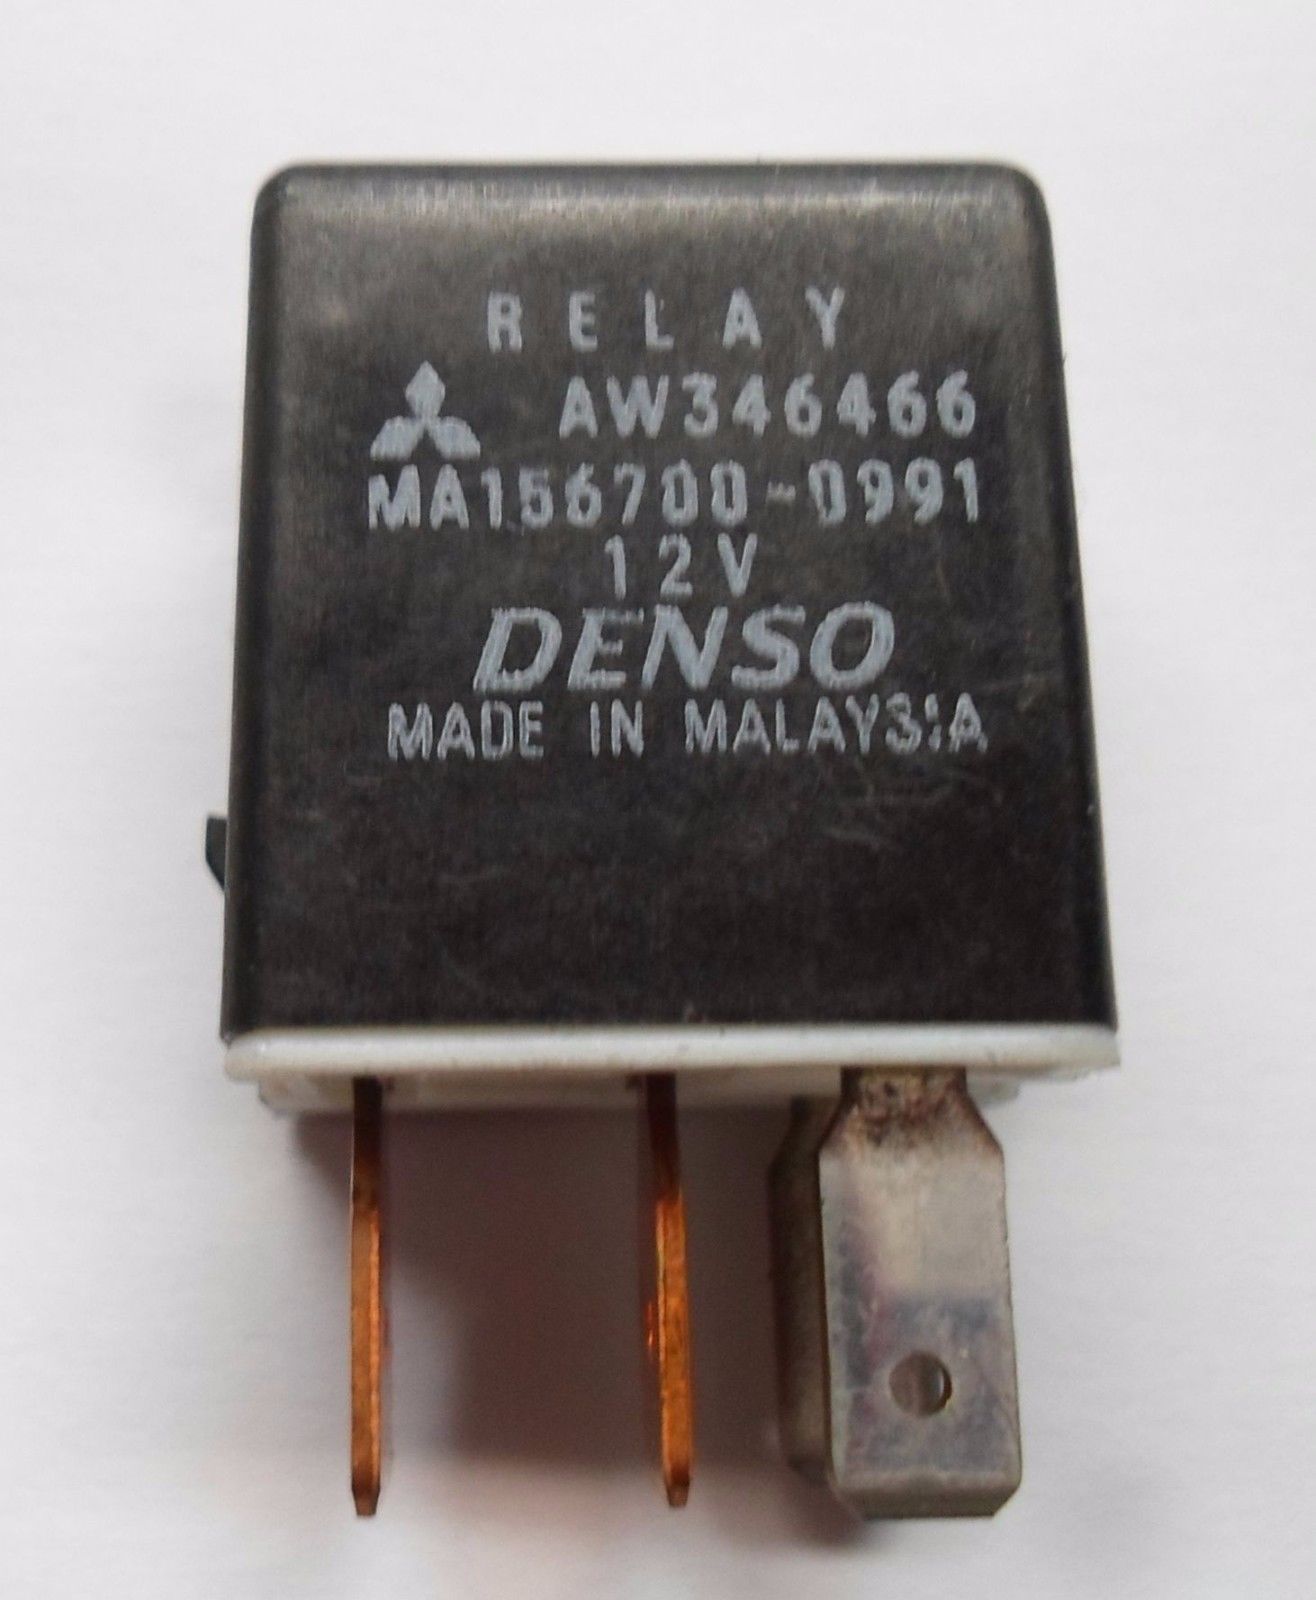 RELAY
AW346466
MA156700-0991
12V
DENSO
MADE IN MALAYSIA